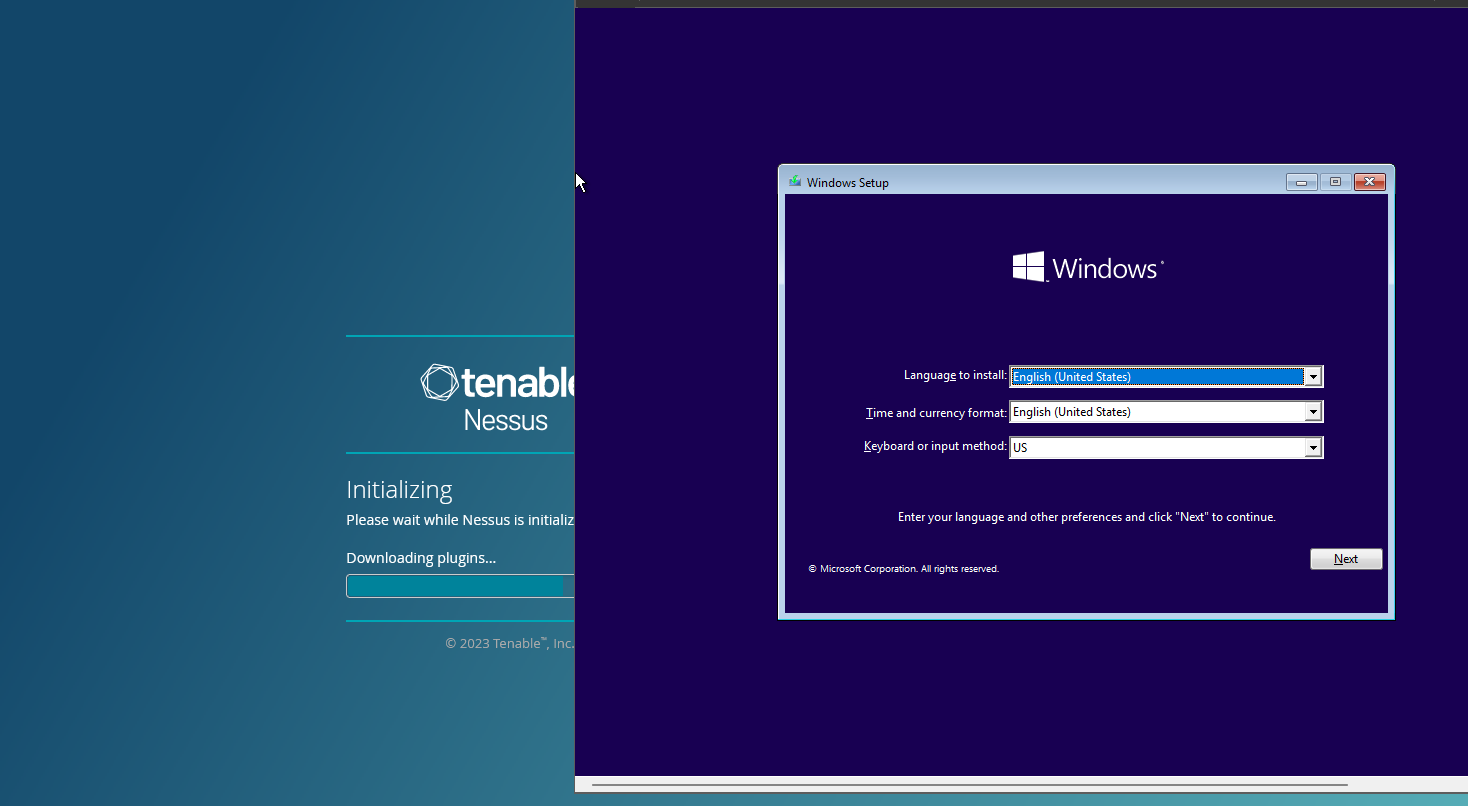 tenable
Nessus
Initializing
Please wait while Nessus is
Downloading plugins...
© 2023 Tenable™, Inc.
Windows Setup
Windows
Language to install: English (United States)
Time and currency format: English (United States)
Keyboard or input method: US
Enter your language and other preferences and click "Next" to continue.
Next
© Microsoft Corporation. All rights reserved.